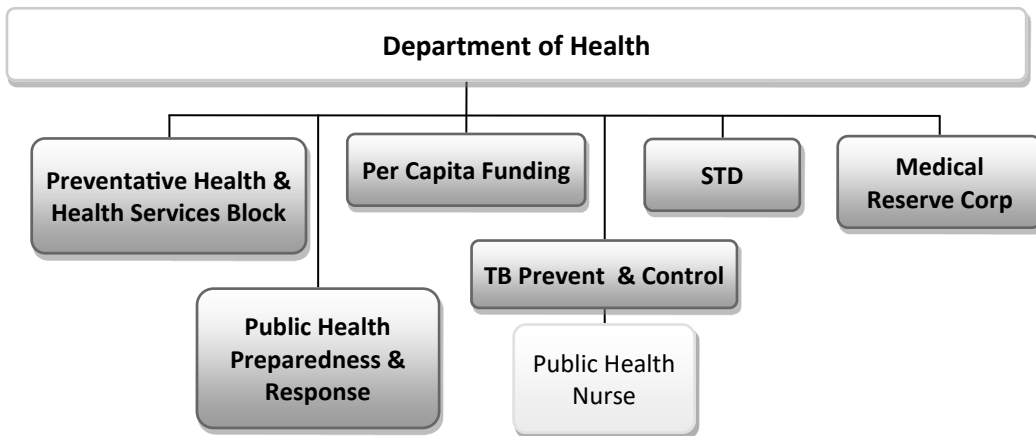 Department of Health
Preventative Health &
Health Services Block
Per Capita Funding
STD
Medical
Reserve Corp
TB Prevent & Control
Public Health
Preparedness &
Response
Public Health
Nurse